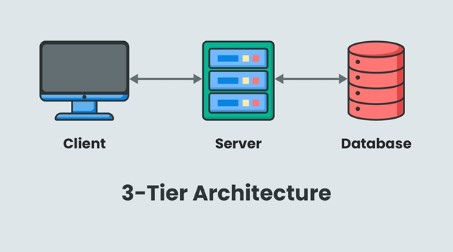 Client
Server
Database
3-Tier Architecture